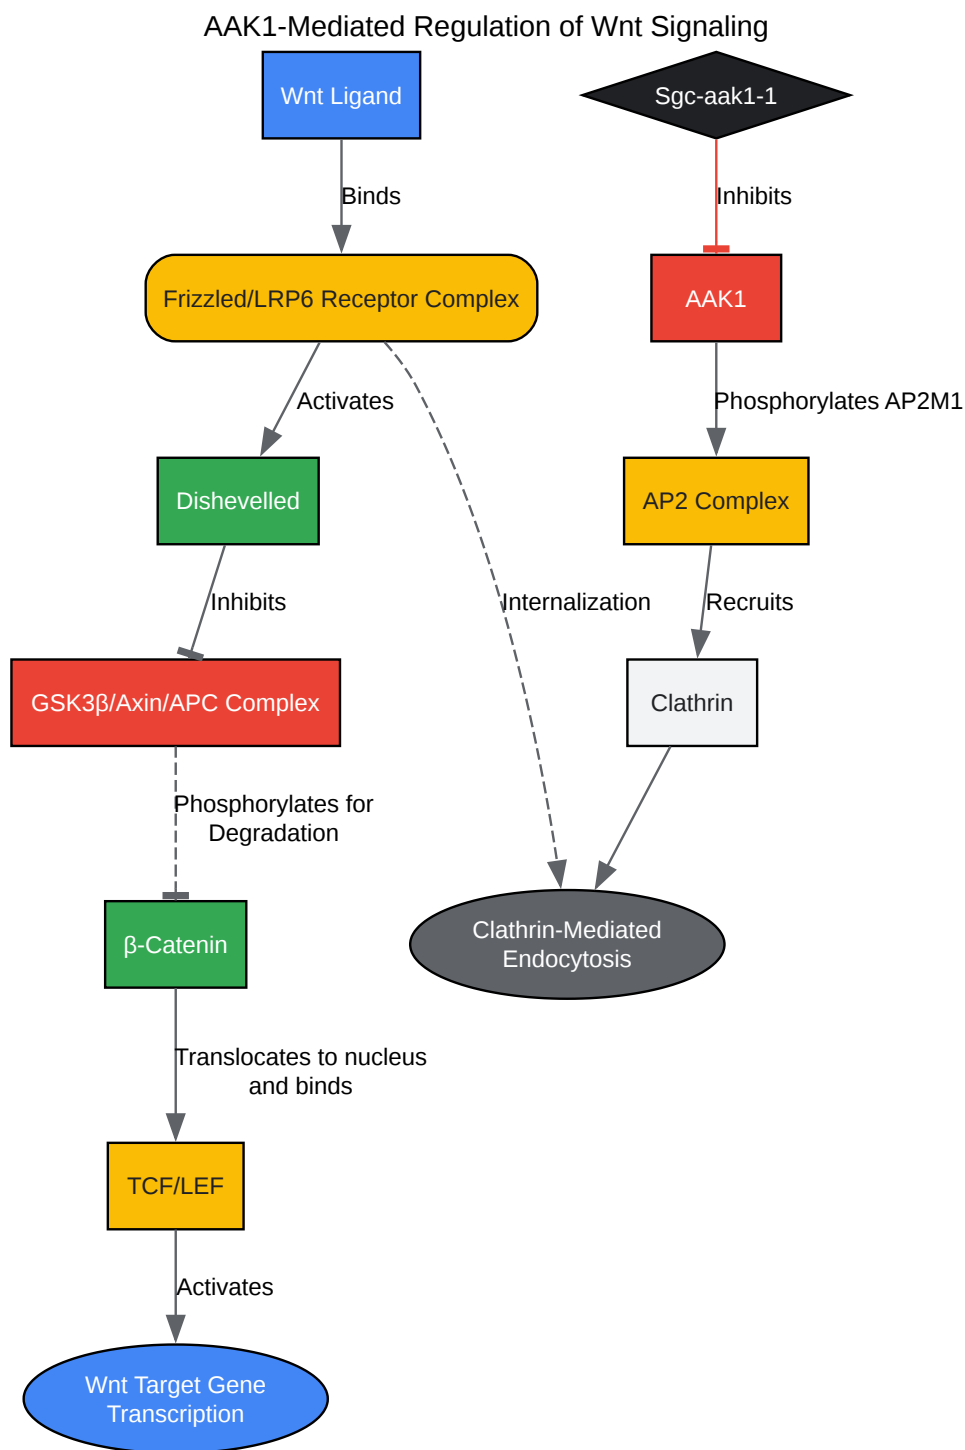 AAK1-Mediated Regulation of Wnt Signaling
Wnt Ligand
Sgc-aak1-1
Binds
Inhibits
Frizzled/LRP6 Receptor Complex
AAK1
Activates
Phosphorylates AP2M1
Dishevelled
AP2 Complex
Inhibits
Internalization
Recruits
GSK3β/Axin/APC Complex
Clathrin
Phosphorylates for
Degradation
β-Catenin
Clathrin-Mediated
Endocytosis
Translocates to nucleus
and binds
TCF/LEF
Activates
Wnt Target Gene
Transcription